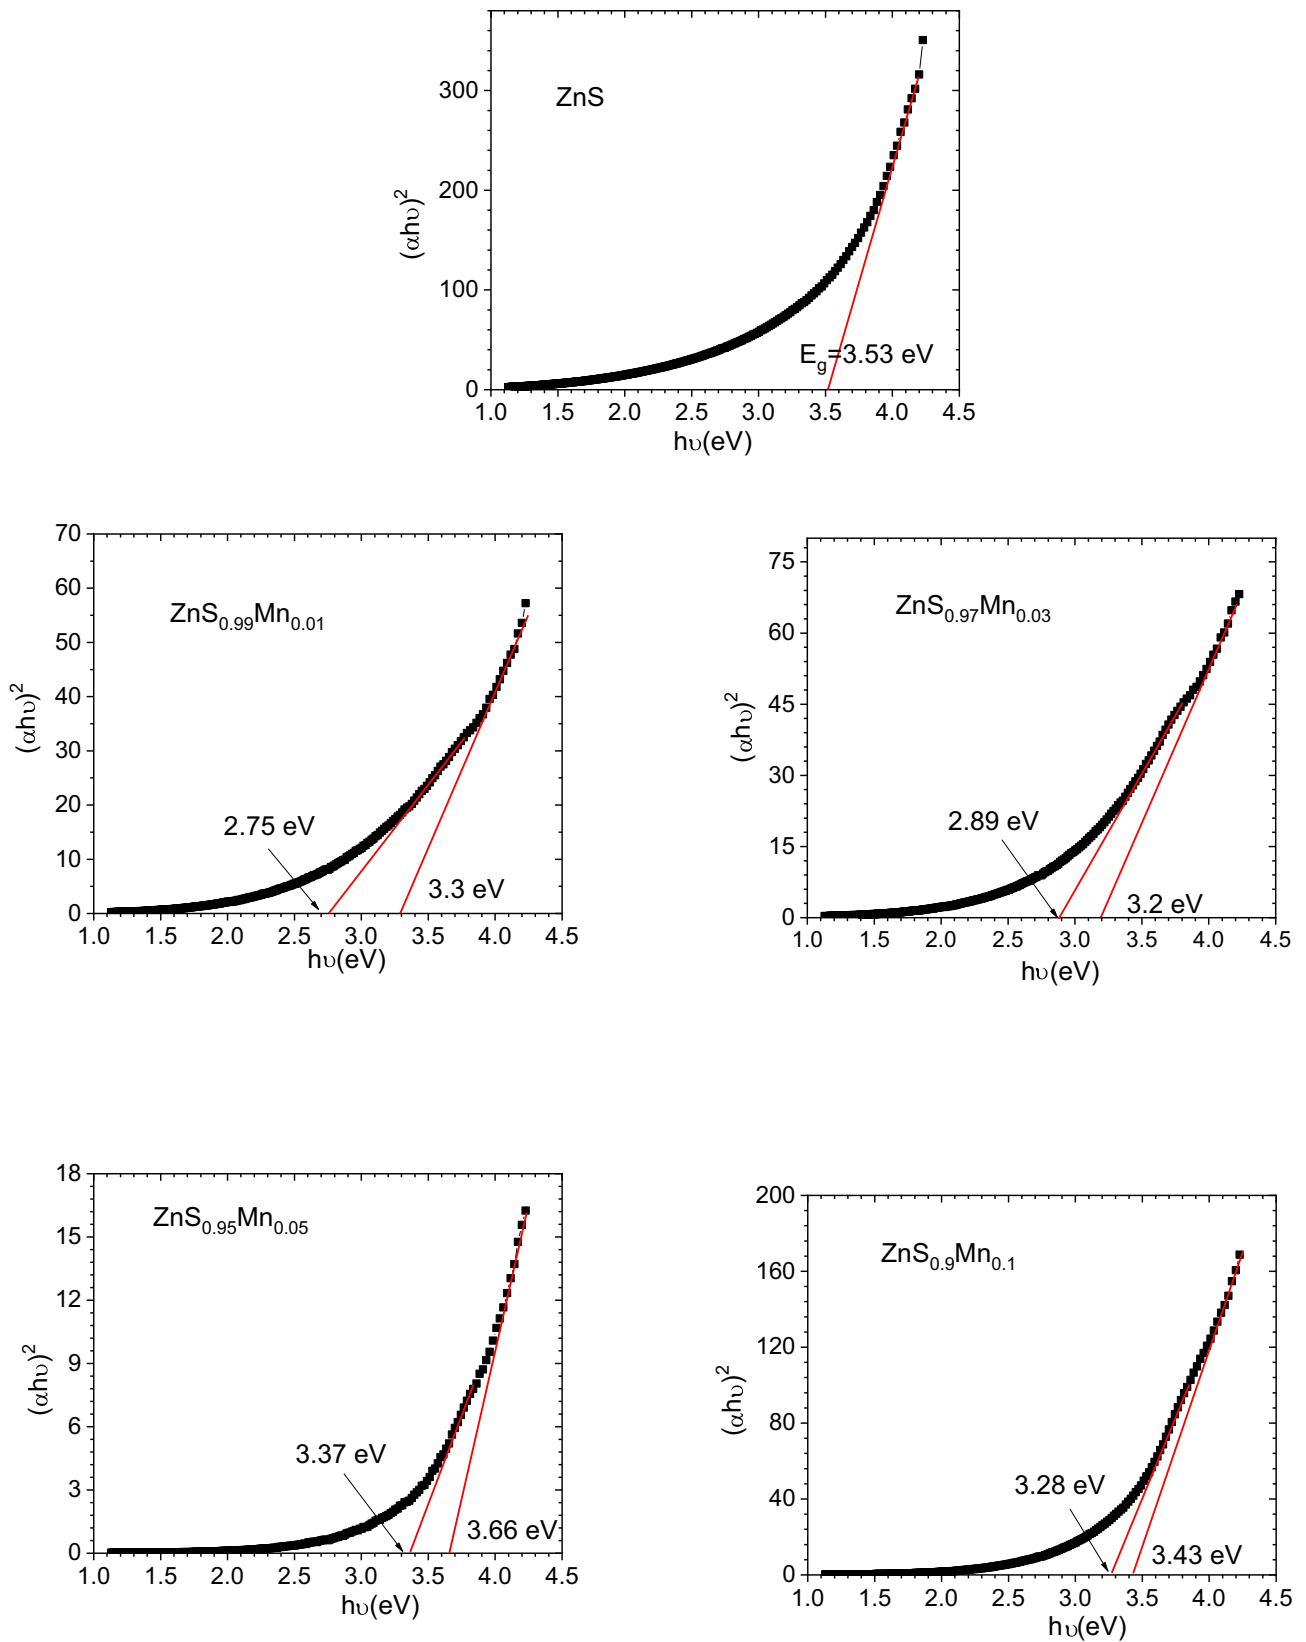 300
200
100
0
(αhυ)²
ZnS
E_g=3.53 eV
1.0 1.5 2.0 2.5 3.0 3.5 4.0 4.5
hυ(eV)
70
60
50
40
30
20
10
0
(αhυ)²
ZnS₀.₉₉Mn₀.₀₁
2.75 eV
3.3 eV
1.0 1.5 2.0 2.5 3.0 3.5 4.0 4.5
hυ(eV)
75
60
45
30
15
0
(αhυ)²
ZnS₀.₉₇Mn₀.₀₃
2.89 eV
3.2 eV
1.0 1.5 2.0 2.5 3.0 3.5 4.0 4.5
hυ(eV)
18
15
12
9
6
3
0
(αhυ)²
ZnS₀.₉₅Mn₀.₀₅
3.37 eV
3.66 eV
1.0 1.5 2.0 2.5 3.0 3.5 4.0 4.5
hυ(eV)
200
160
120
80
40
0
(αhυ)²
ZnS₀.₉Mn₀.₁
3.28 eV
3.43 eV
1.0 1.5 2.0 2.5 3.0 3.5 4.0 4.5
hυ(eV)